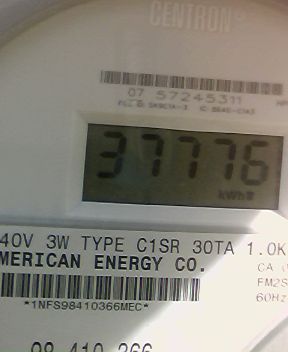 CENTRON
07 57245311
37776
kWh
40V 3W TYPE C1SR 30TA 1.0K
MERICAN ENERGY CO.
CA
*1NFS98410366MEC*
FM2S
60Hz
98 410 366